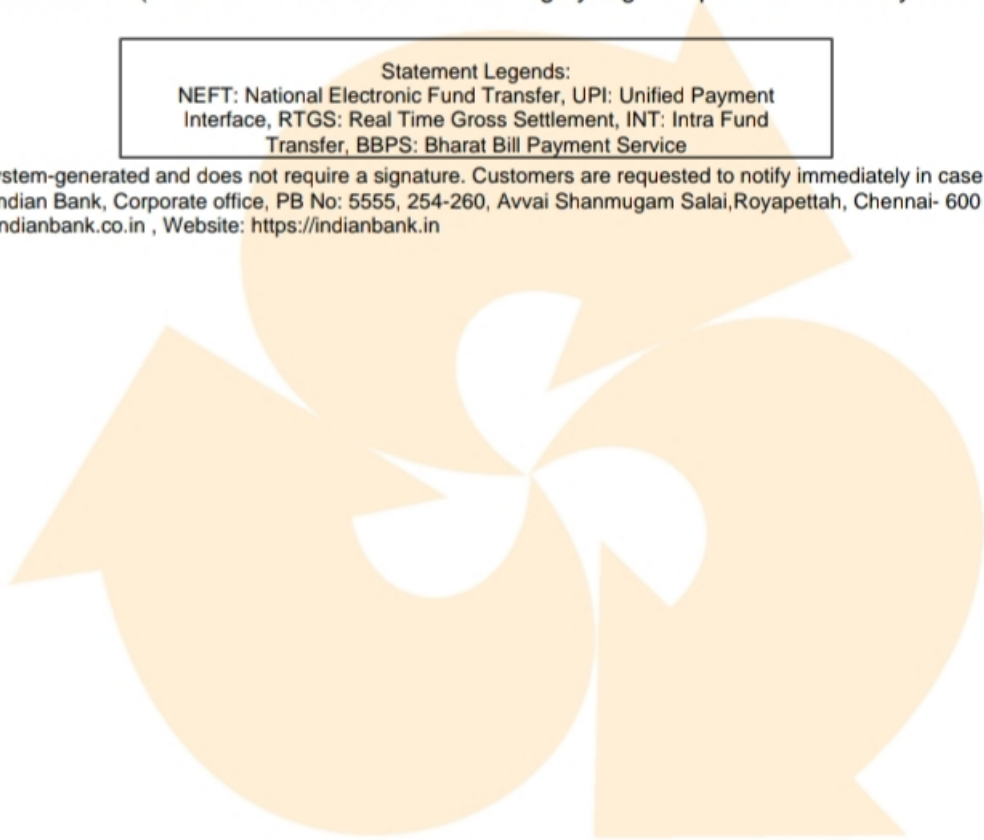 Statement Legends:
NEFT: National Electronic Fund Transfer, UPI: Unified Payment
Interface, RTGS: Real Time Gross Settlement, INT: Intra Fund
Transfer, BBPS: Bharat Bill Payment Service
stem-generated and does not require a signature. Customers are requested to notify immediately in case
ndian Bank, Corporate office, PB No: 5555, 254-260, Avvai Shanmugam Salai,Royapettah, Chennai- 600
ndianbank.co.in , Website: https://indianbank.in